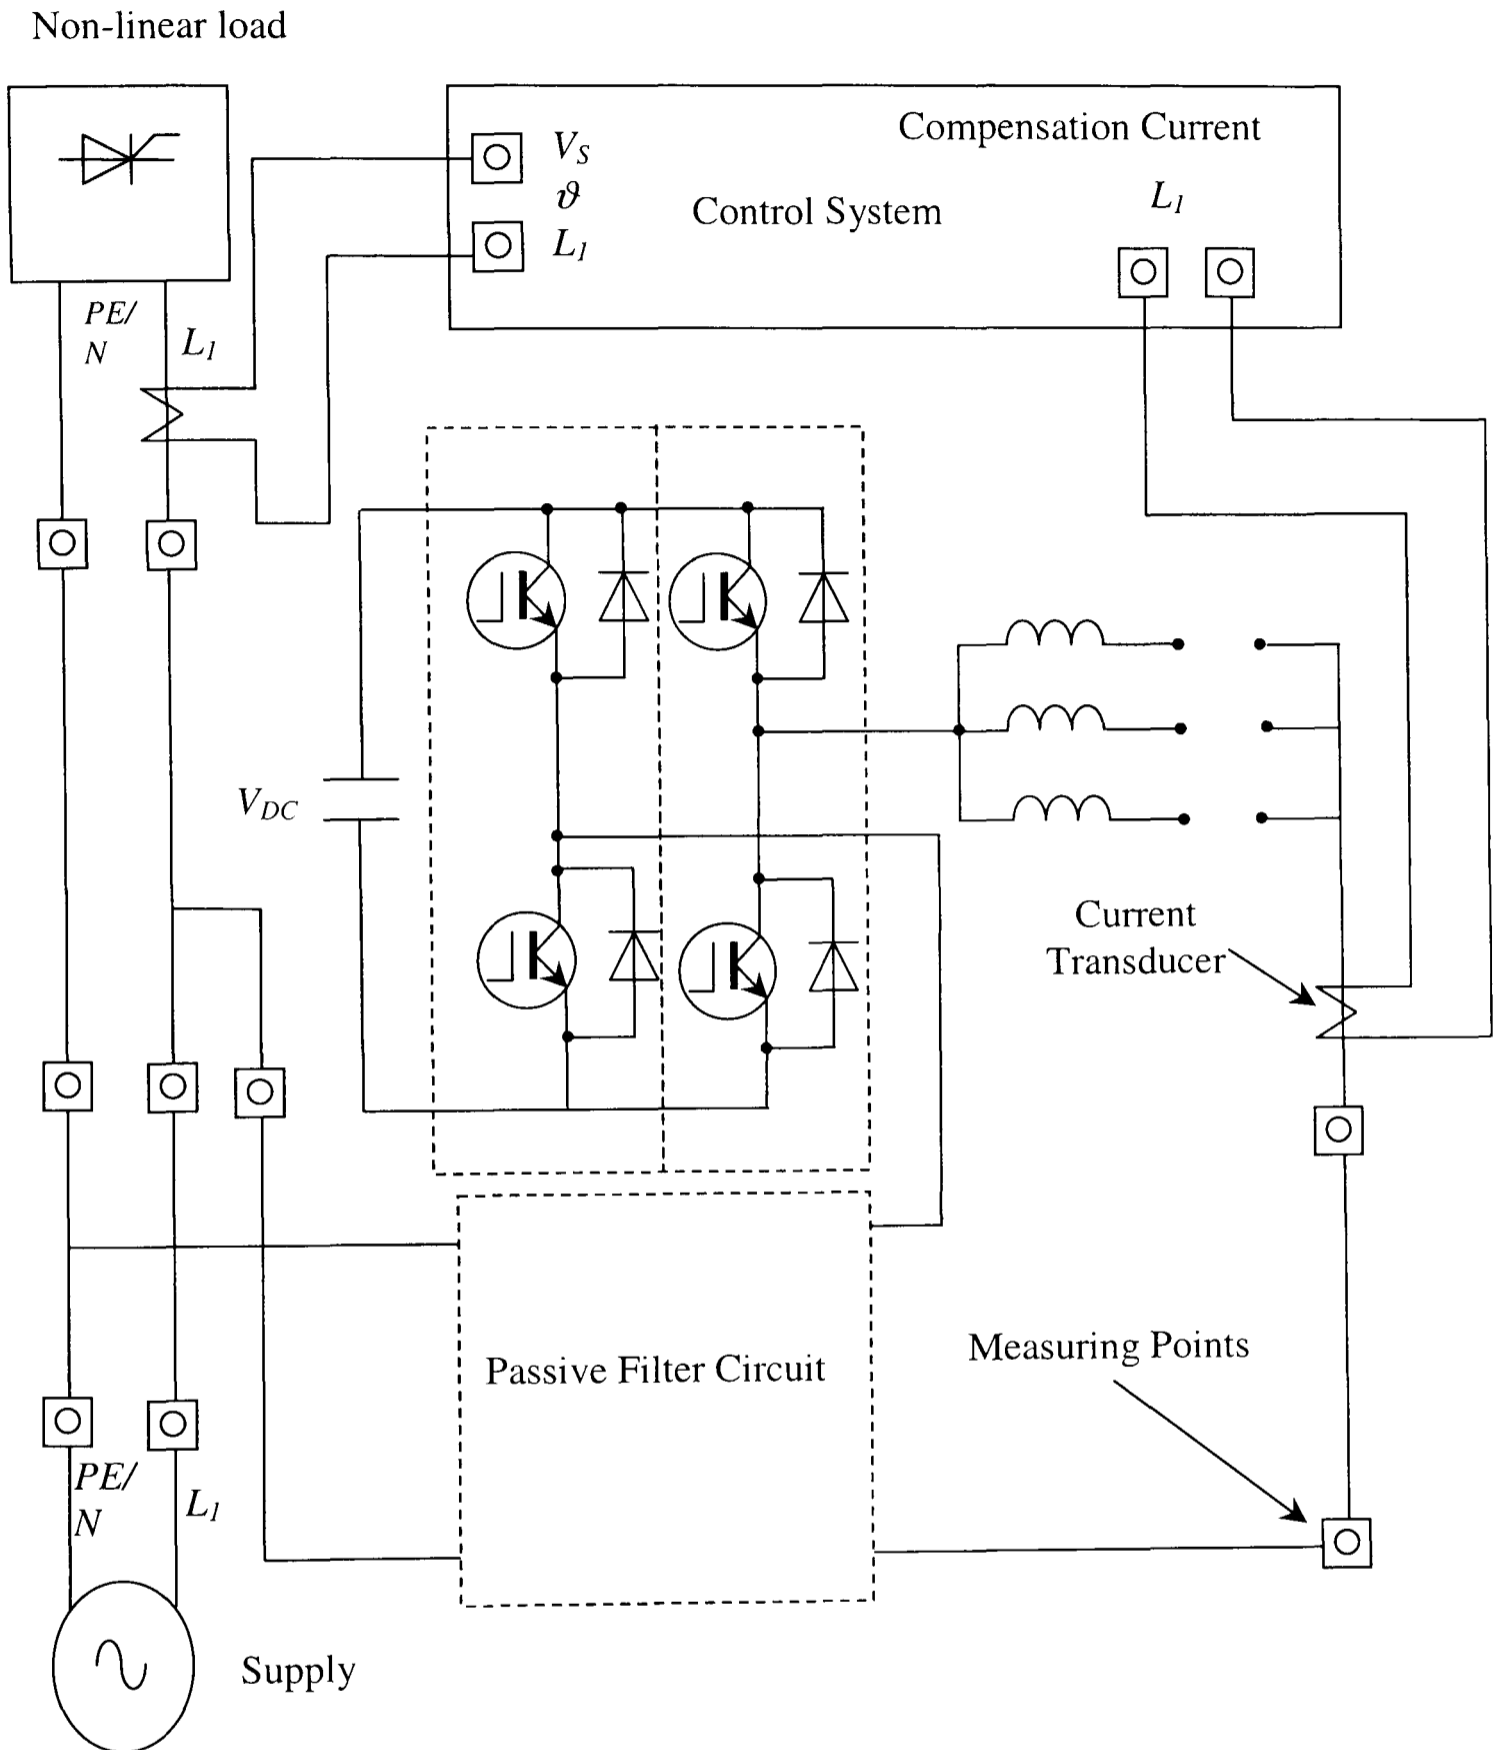 Non-linear load
Compensation Current
V_S
ϑ
L_1
Control System
L_1
PE/
N
L_1
V_DC
Current
Transducer
Passive Filter Circuit
Measuring Points
PE/
N
L_1
Supply